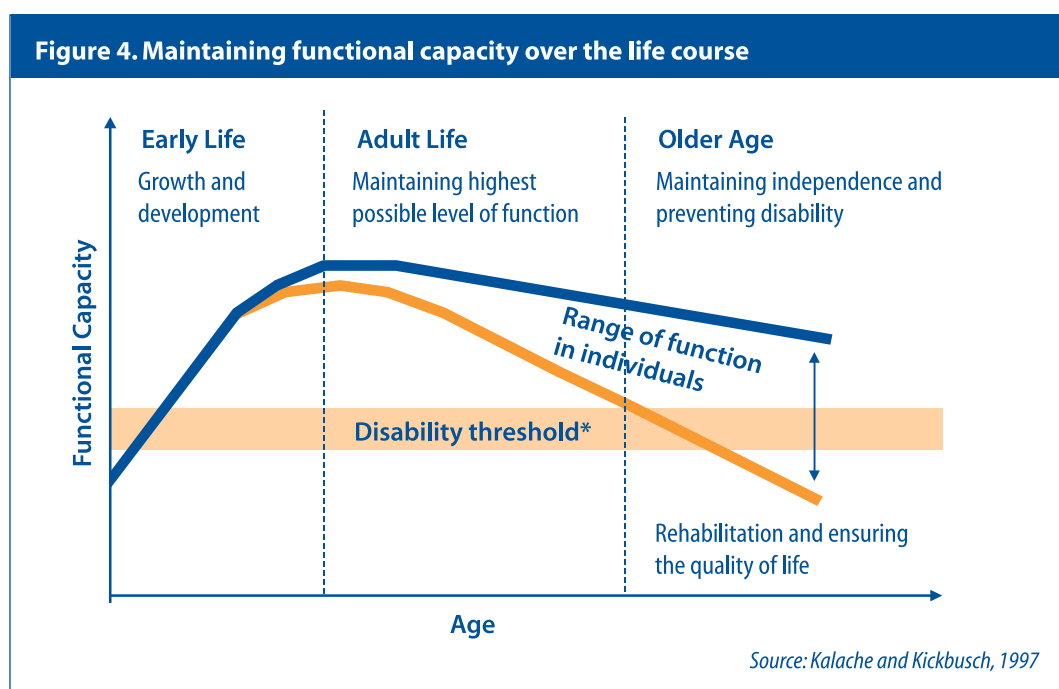 Figure 4. Maintaining functional capacity over the life course
Early Life
Growth and
development
Adult Life
Maintaining highest
possible level of function
Older Age
Maintaining independence and
preventing disability
Functional Capacity
Range of function
in individuals
Disability threshold*
Rehabilitation and ensuring
the quality of life
Age
Source: Kalache and Kickbusch, 1997